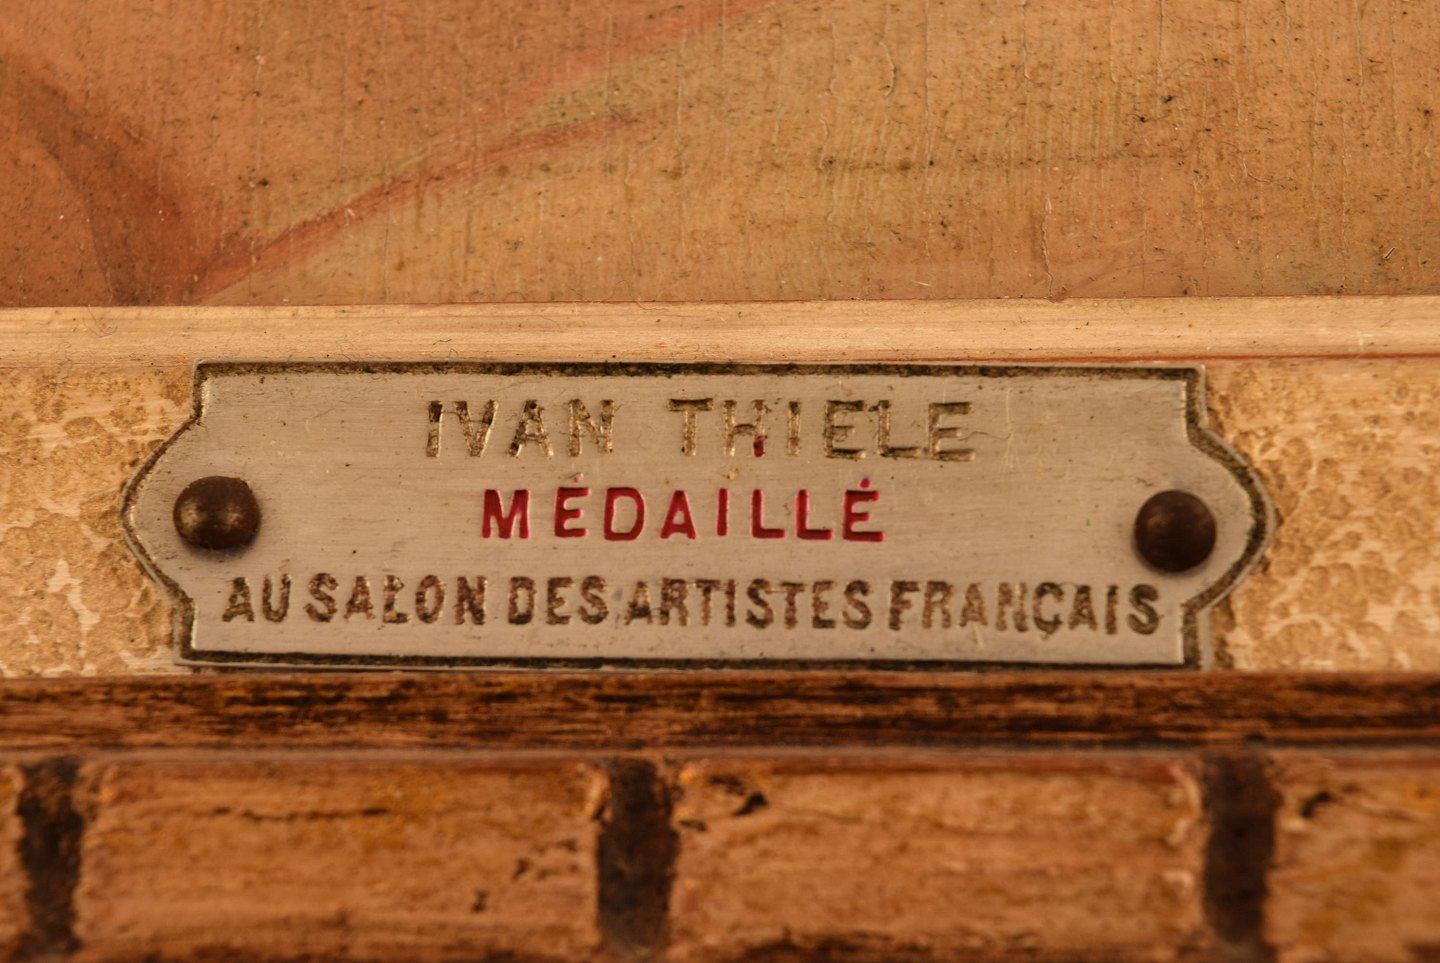 IVAN THIELE
MÉDAILLÉ
AU SALON DES ARTISTES FRANÇAIS